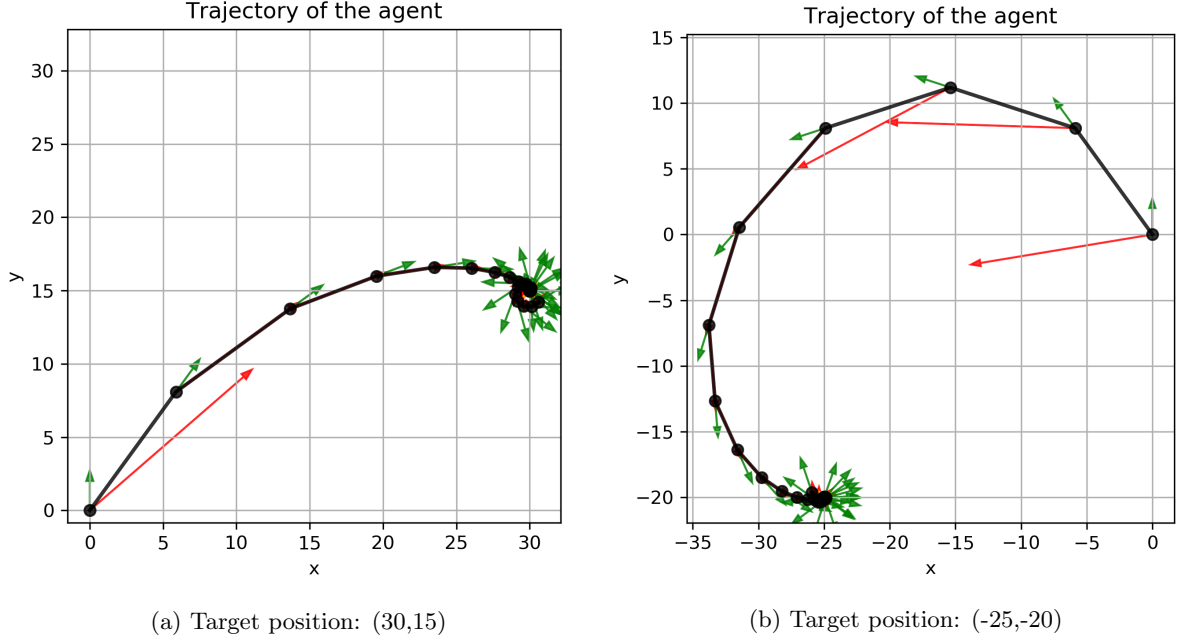 Trajectory of the agent
30
25
20
15
10
5
0
y
0 5 10 15 20 25 30
x
(a) Target position: (30,15)
Trajectory of the agent
15
10
5
0
−5
−10
−15
−20
y
−35 −30 −25 −20 −15 −10 −5 0
x
(b) Target position: (-25,-20)